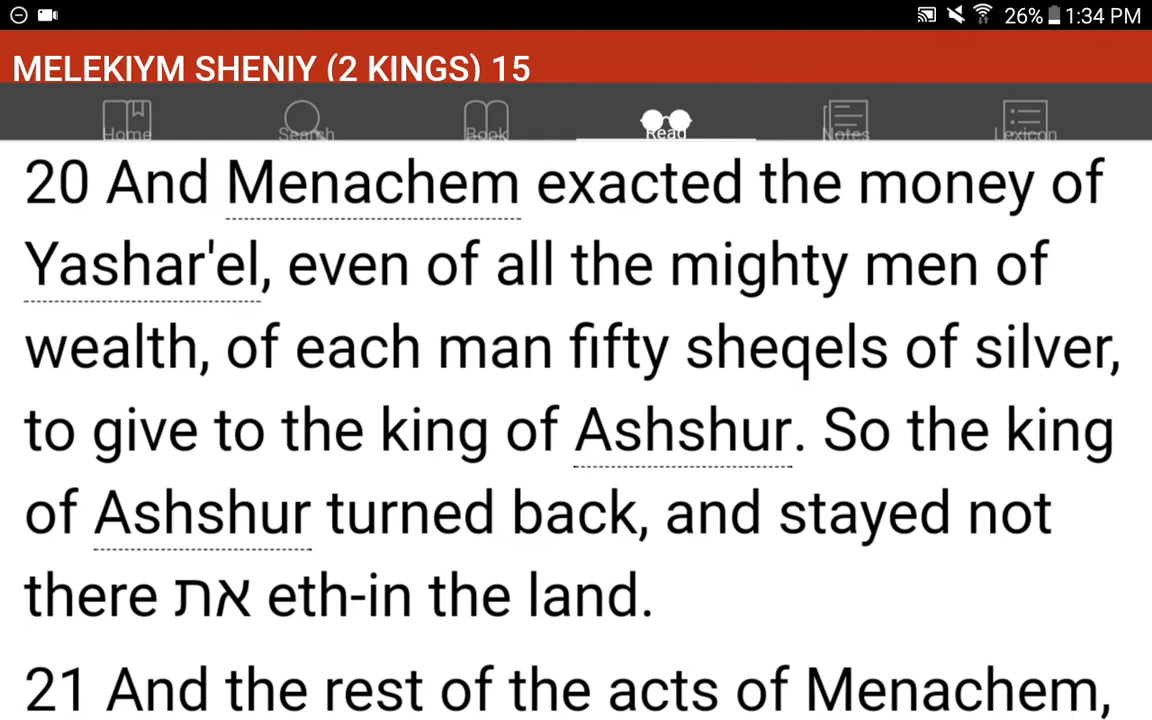 26% 1:34 PM
MELEKIYM SHENIY (2 KINGS) 15
Home Search Book Read Notes Lexicon
20 And Menachem exacted the money of
Yashar'el, even of all the mighty men of
wealth, of each man fifty sheqels of silver,
to give to the king of Ashshur. So the king
of Ashshur turned back, and stayed not
there את eth-in the land.
21 And the rest of the acts of Menachem,